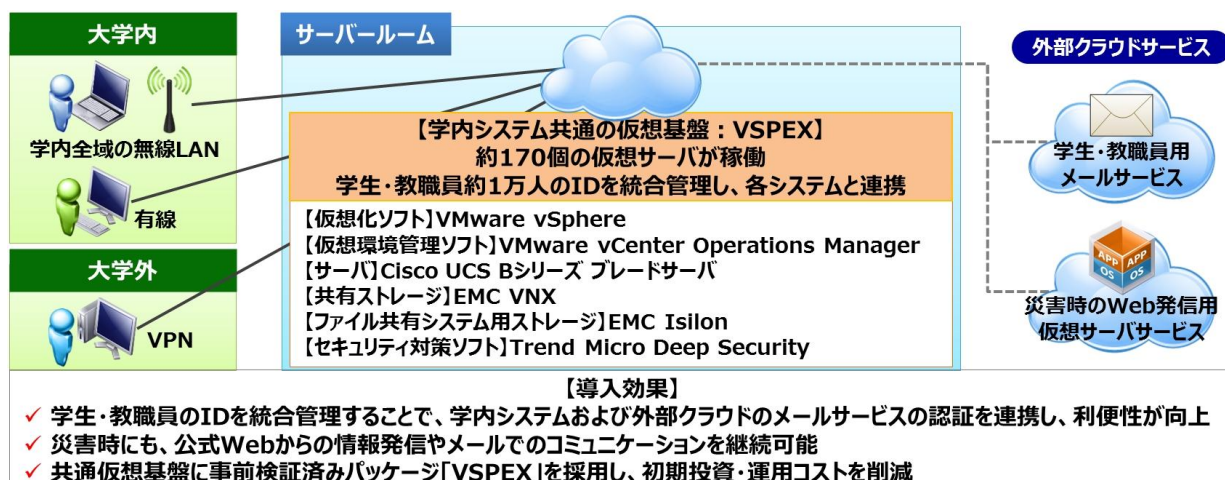 大学内
学内全域の無線LAN
有線
大学外
VPN
サーバールーム
【学内システム共通の仮想基盤：VSPEX】
約170個の仮想サーバが稼働
学生・教職員約1万人のIDを統合管理し、各システムと連携
【仮想化ソフト】VMware vSphere
【仮想環境管理ソフト】VMware vCenter Operations Manager
【サーバ】Cisco UCS Bシリーズ ブレードサーバ
【共有ストレージ】EMC VNX
【ファイル共有システム用ストレージ】EMC Isilon
【セキュリティ対策ソフト】Trend Micro Deep Security
外部クラウドサービス
学生・教職員用
メールサービス
APP APP
OS OS
災害時のWeb発信用
仮想サーバサービス
【導入効果】
✓ 学生・教職員のIDを統合管理することで、学内システムおよび外部クラウドのメールサービスの認証を連携し、利便性が向上
✓ 災害時にも、公式Webからの情報発信やメールでのコミュニケーションを継続可能
✓ 共通仮想基盤に事前検証済みパッケージ「VSPEX」を採用し、初期投資・運用コストを削減